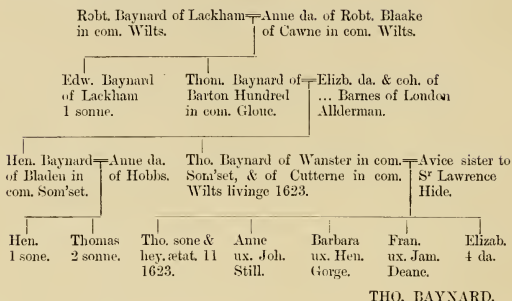 Robt. Baynard of Lackham=Anne da. of Robt. Blaake
in com. Wilts. of Cawne in com. Wilts.
Edw. Baynard Thom. Baynard of=Elizb. da. & coh. of
of Lackham Barton Hundred ... Barnes of London
1 sonne. in com. Glouc. Allderman.
Hen. Baynard=Anne da. Tho. Baynard of Wanster in com.=Avice sister to
of Bladen in of Hobbs. Som'set, & of Cutterne in com. Sr Lawrence
com. Som'set. Wilts livinge 1623. Hide.
Hen. Thomas Tho. sone & Anne Barbara Fran. Elizab.
1 sone. 2 sonne. hey. ætat. 11 ux. Joh. ux. Hen. ux. Jam. 4 da.
1623. Still. Gorge. Deane.
THO. BAYNARD.